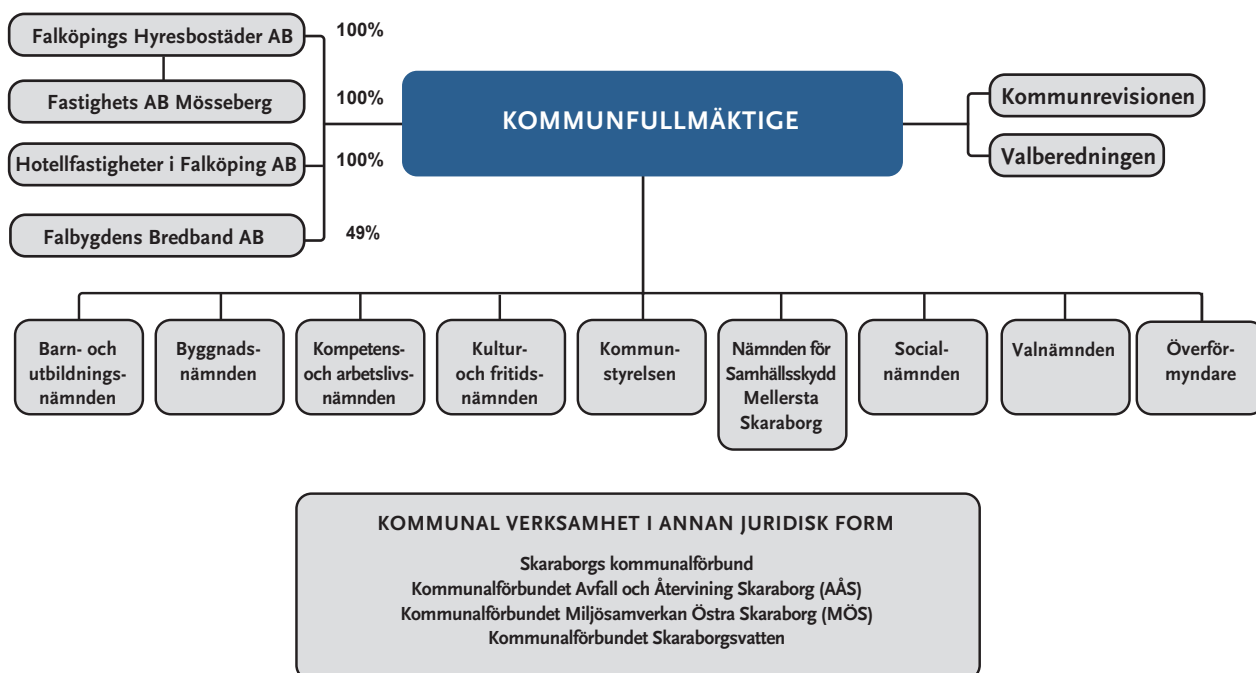 Falköpings Hyresbostäder AB
100%
Fastighets AB Mösseberg
100%
Hotellfastigheter i Falköping AB
100%
Falbygdens Bredband AB
49%
KOMMUNFULLMÄKTIGE
Kommunrevisionen
Valberedningen
Barn- och
utbildnings-
nämnden
Byggnads-
nämnden
Kompetens-
och arbetslivs-
nämnden
Kultur-
och fritids-
nämnden
Kommun-
styrelsen
Nämnden för
Samhällsskydd
Mellersta
Skaraborg
Social-
nämnden
Valnämnden
Överför-
myndare
KOMMUNAL VERKSAMHET I ANNAN JURIDISK FORM
Skaraborgs kommunalförbund
Kommunalförbundet Avfall och Återvining Skaraborg (AÅS)
Kommunalförbundet Miljösamverkan Östra Skaraborg (MÖS)
Kommunalförbundet Skaraborgsvatten